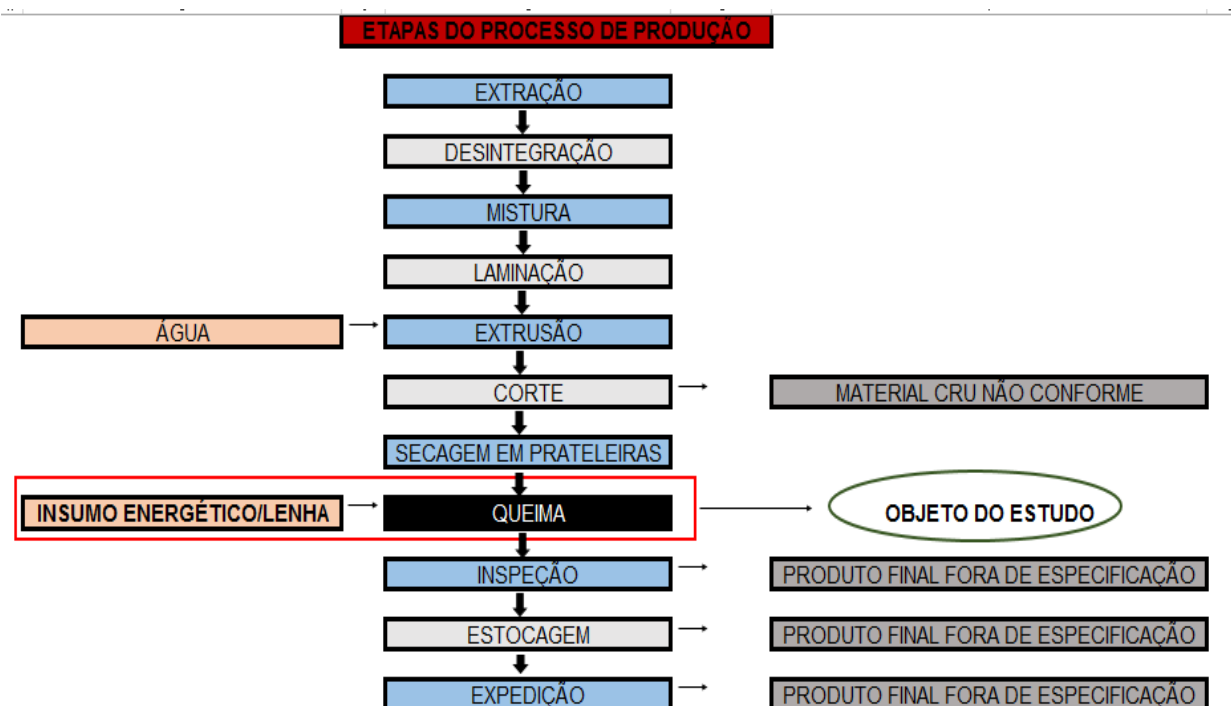 ETAPAS DO PROCESSO DE PRODUÇÃO
EXTRAÇÃO
DESINTEGRAÇÃO
MISTURA
LAMINAÇÃO
ÁGUA
EXTRUSÃO
CORTE
MATERIAL CRU NÃO CONFORME
SECAGEM EM PRATELEIRAS
INSUMO ENERGÉTICO/LENHA
QUEIMA
OBJETO DO ESTUDO
INSPEÇÃO
PRODUTO FINAL FORA DE ESPECIFICAÇÃO
ESTOCAGEM
PRODUTO FINAL FORA DE ESPECIFICAÇÃO
EXPEDIÇÃO
PRODUTO FINAL FORA DE ESPECIFICAÇÃO